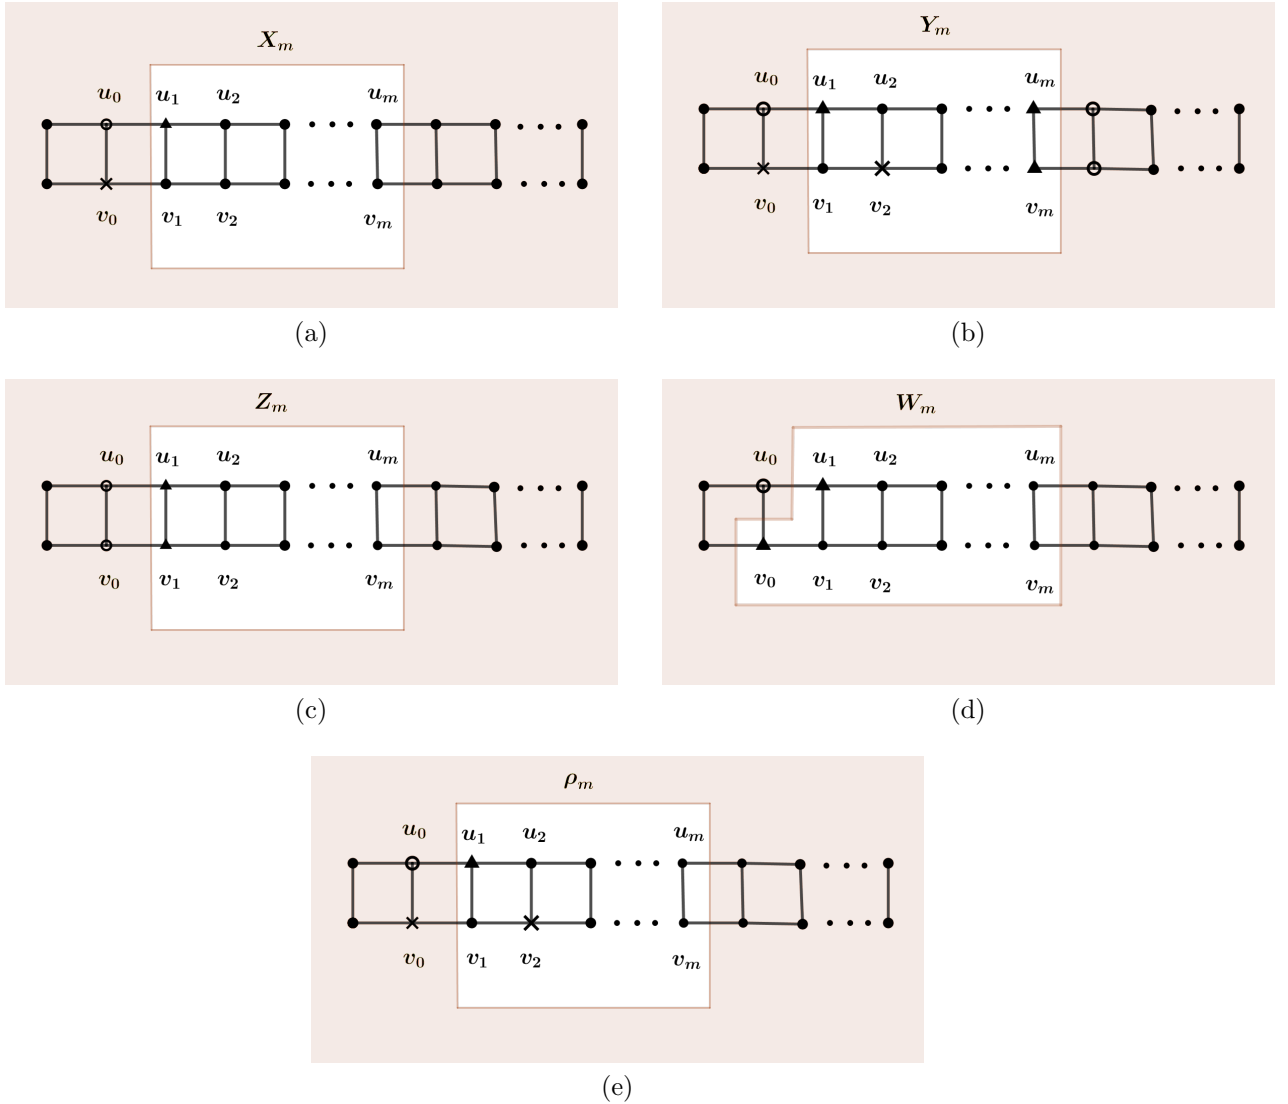 X_m
u_0 u_1 u_2 u_m
v_0 v_1 v_2 v_m
(a)
Y_m
u_0 u_1 u_2 u_m
v_0 v_1 v_2 v_m
(b)
Z_m
u_0 u_1 u_2 u_m
v_0 v_1 v_2 v_m
(c)
W_m
u_0 u_1 u_2 u_m
v_0 v_1 v_2 v_m
(d)
ρ_m
u_0 u_1 u_2 u_m
v_0 v_1 v_2 v_m
(e)